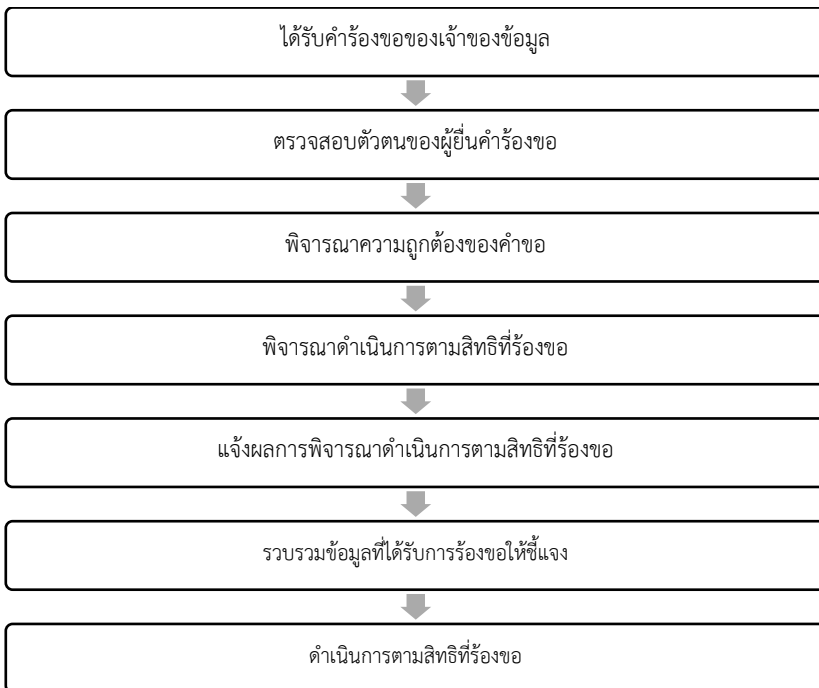 ได้รับคำร้องขอของเจ้าของข้อมูล
ตรวจสอบตัวตนของผู้ยื่นคำร้องขอ
พิจารณาความถูกต้องของคำขอ
พิจารณาดำเนินการตามสิทธิที่ร้องขอ
แจ้งผลการพิจารณาดำเนินการตามสิทธิที่ร้องขอ
รวบรวมข้อมูลที่ได้รับการร้องขอให้ชี้แจง
ดำเนินการตามสิทธิที่ร้องขอ